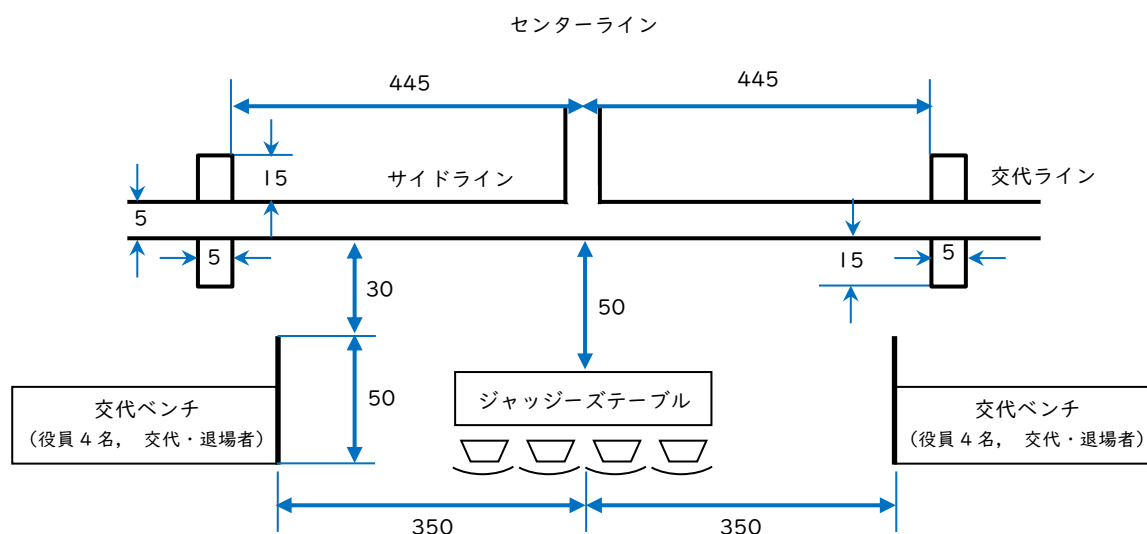 センターライン
445
445
15
サイドライン
交代ライン
5
5
15
5
30
50
50
ジャッジーズテーブル
交代ベンチ
(役員4名, 交代・退場者)
交代ベンチ
(役員4名, 交代・退場者)
350
350